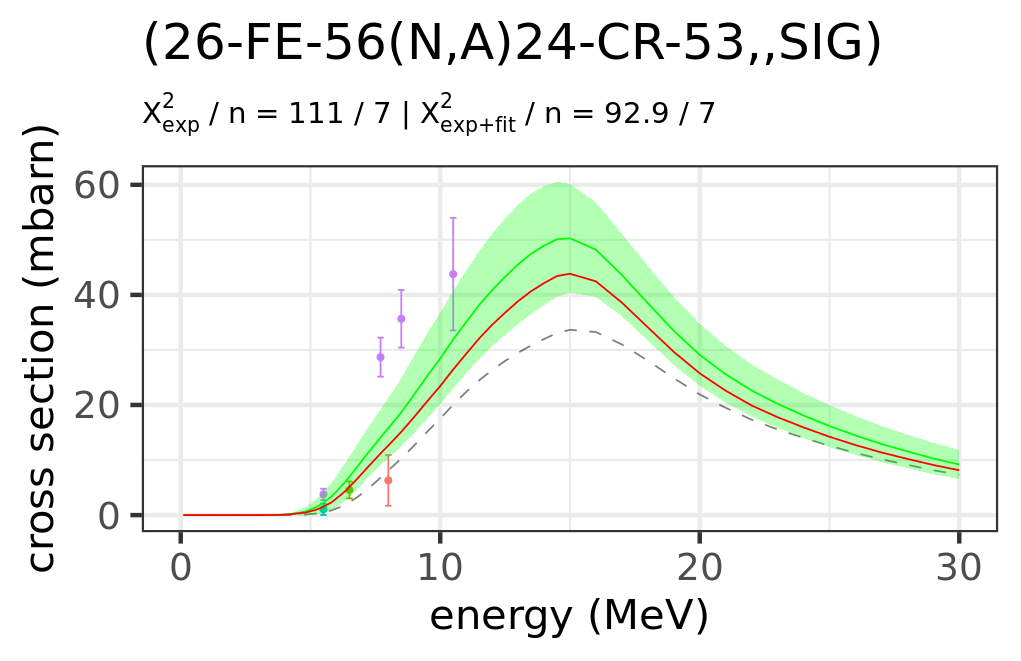 (26-FE-56(N,A)24-CR-53,,SIG)
X²exp / n = 111 / 7 | X²exp+fit / n = 92.9 / 7
cross section (mbarn)
60
40
20
0
0 10 20 30
energy (MeV)